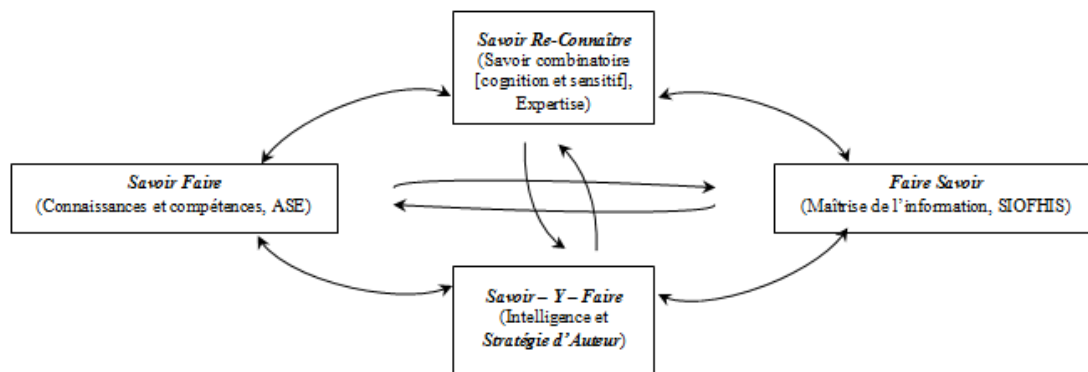 Savoir Re-Connaître
(Savoir combinatoire
[cognition et sensitif],
Expertise)
Savoir Faire
(Connaissances et compétences, ASE)
Faire Savoir
(Maîtrise de l’information, SIOFHIS)
Savoir – Y – Faire
(Intelligence et
Stratégie d’Auteur)